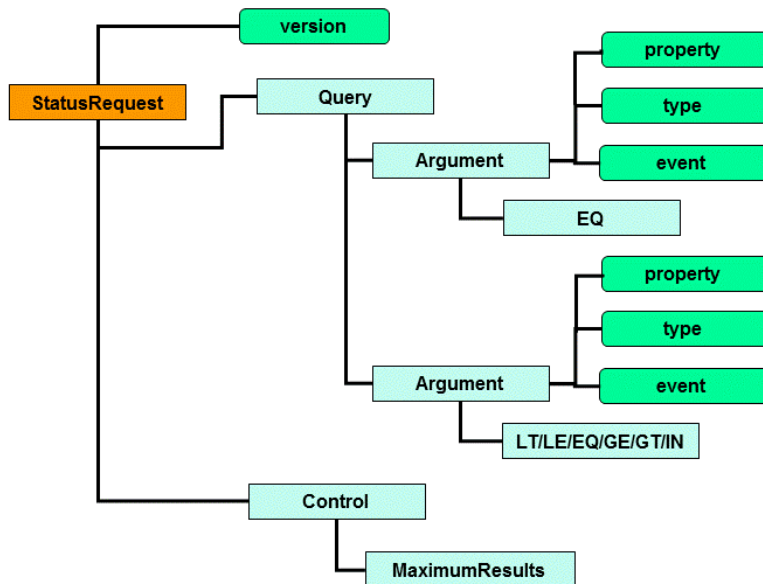 version
StatusRequest
Query
property
type
Argument
event
EQ
property
type
Argument
event
LT/LE/EQ/GE/GT/IN
Control
MaximumResults